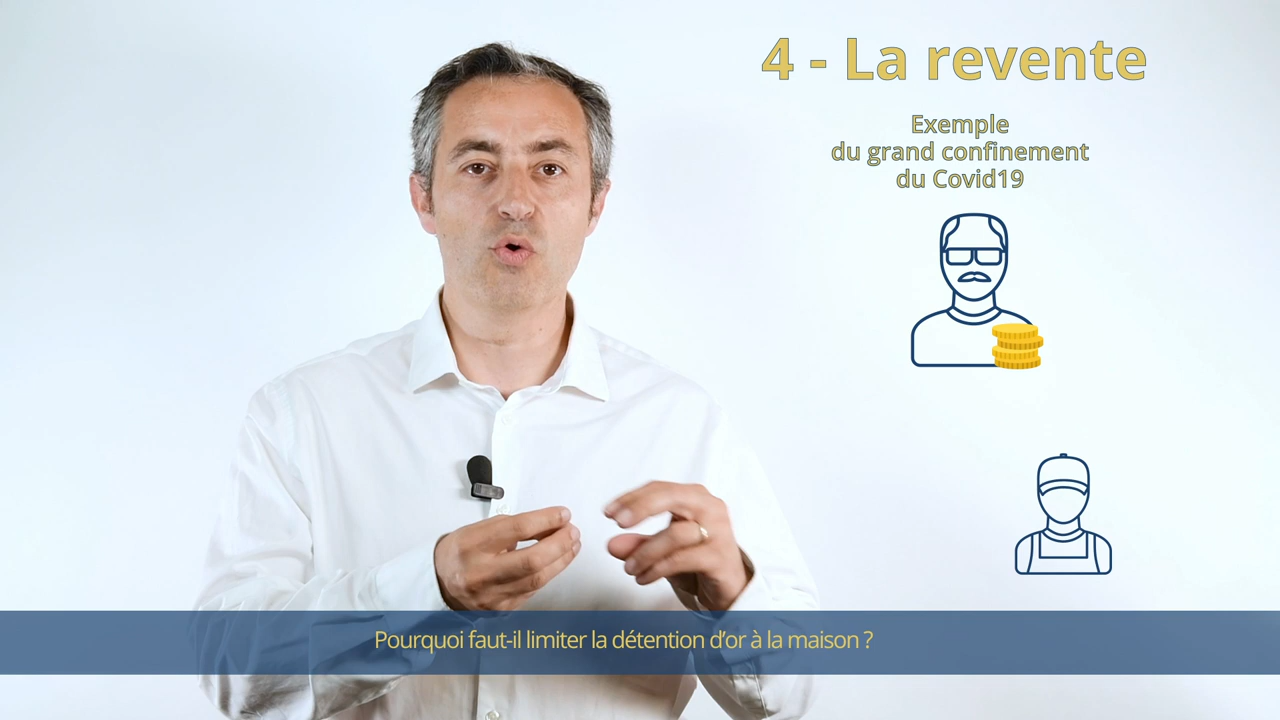 4 - La revente
Exemple
du grand confinement
du Covid19
Pourquoi faut-il limiter la détention d’or à la maison ?